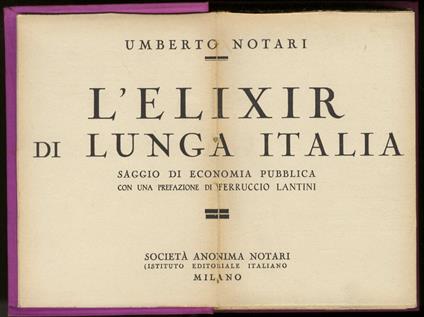 UMBERTO NOTARI
L'ELIXIR
DI LUNGA ITALIA
SAGGIO DI ECONOMIA PUBBLICA
CON UNA PREFAZIONE DI FERRUCCIO LANTINI
SOCIETÀ ANONIMA NOTARI
(ISTITUTO EDITORIALE ITALIANO
MILANO